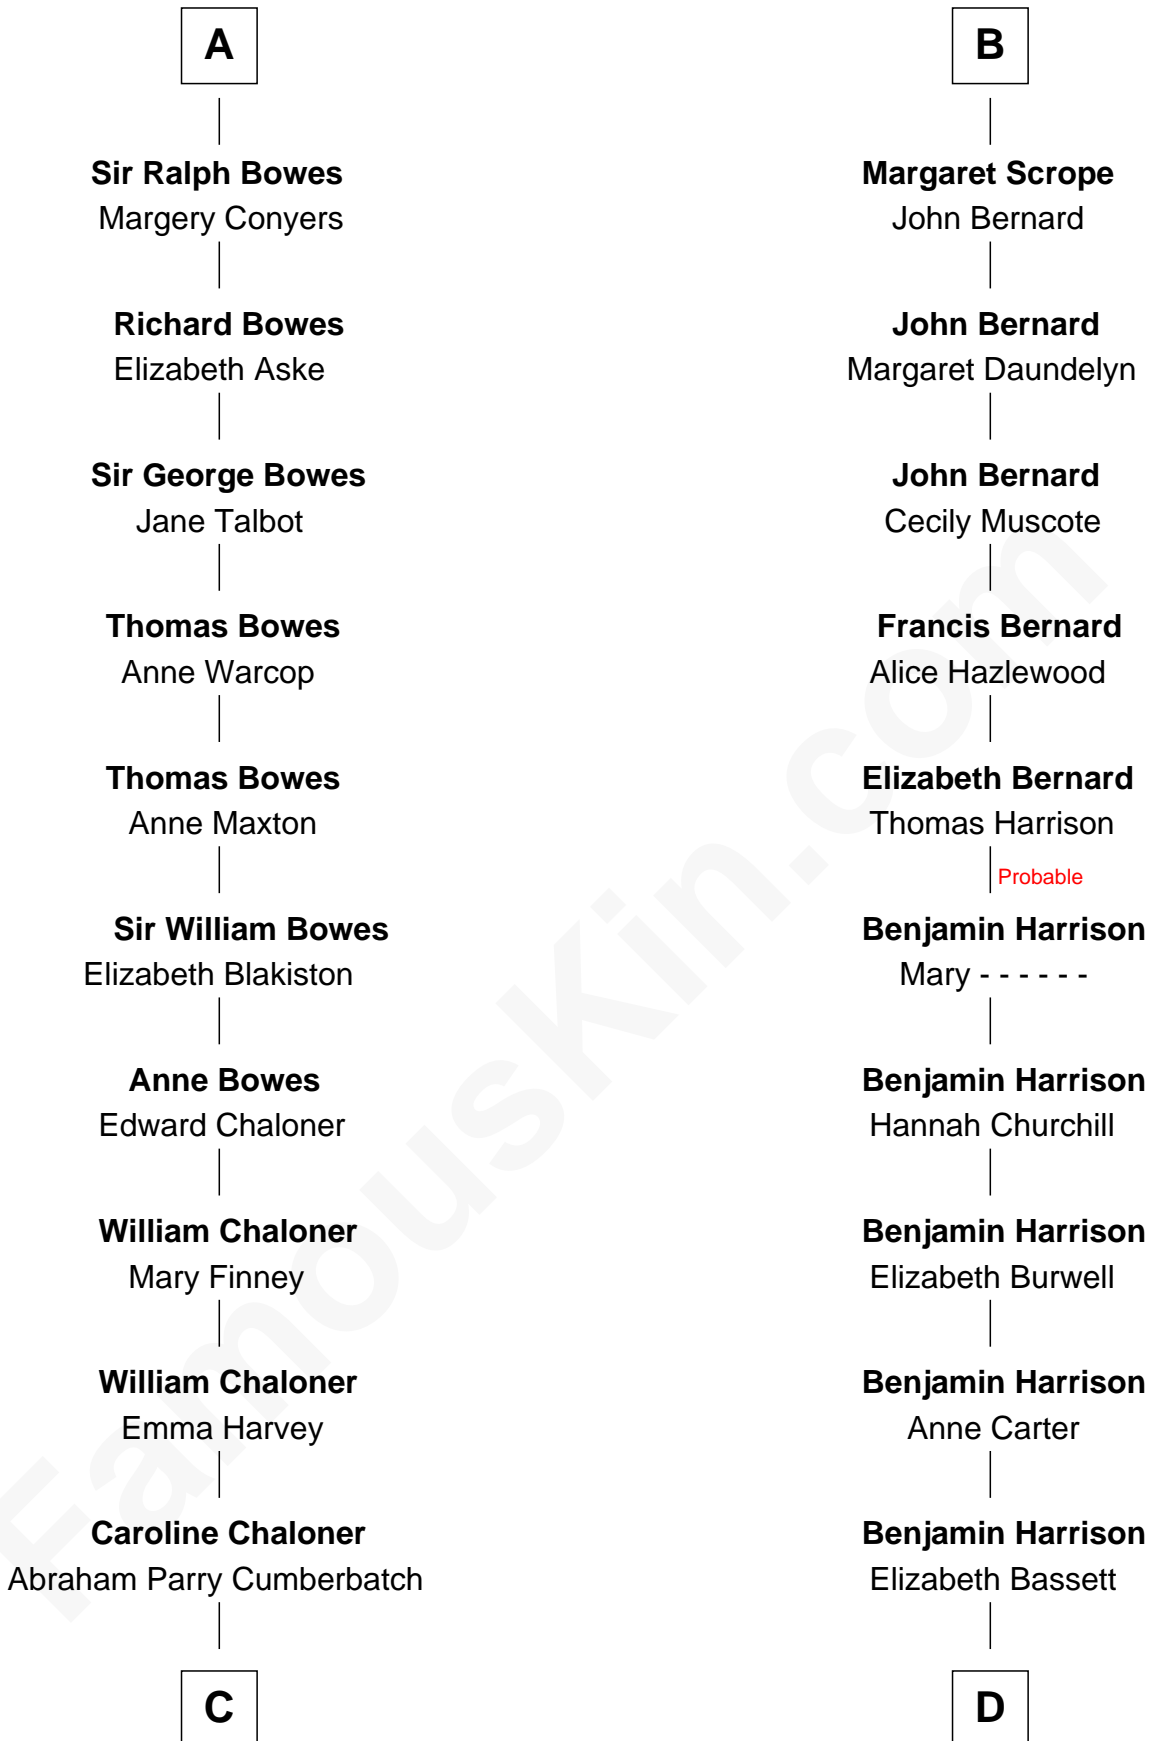 A
Sir Ralph Bowes
Margery Conyers
Richard Bowes
Elizabeth Aske
Sir George Bowes
Jane Talbot
Thomas Bowes
Anne Warcop
Thomas Bowes
Anne Maxton
Sir William Bowes
Elizabeth Blakiston
Anne Bowes
Edward Chaloner
William Chaloner
Mary Finney
William Chaloner
Emma Harvey
Caroline Chaloner
Abraham Parry Cumberbatch
C
B
Margaret Scrope
John Bernard
John Bernard
Margaret Daundelyn
John Bernard
Cecily Muscote
Francis Bernard
Alice Hazlewood
Elizabeth Bernard
Thomas Harrison
Probable
Benjamin Harrison
Mary - - - - - -
Benjamin Harrison
Hannah Churchill
Benjamin Harrison
Elizabeth Burwell
Benjamin Harrison
Anne Carter
Benjamin Harrison
Elizabeth Bassett
D
FamousKin.com